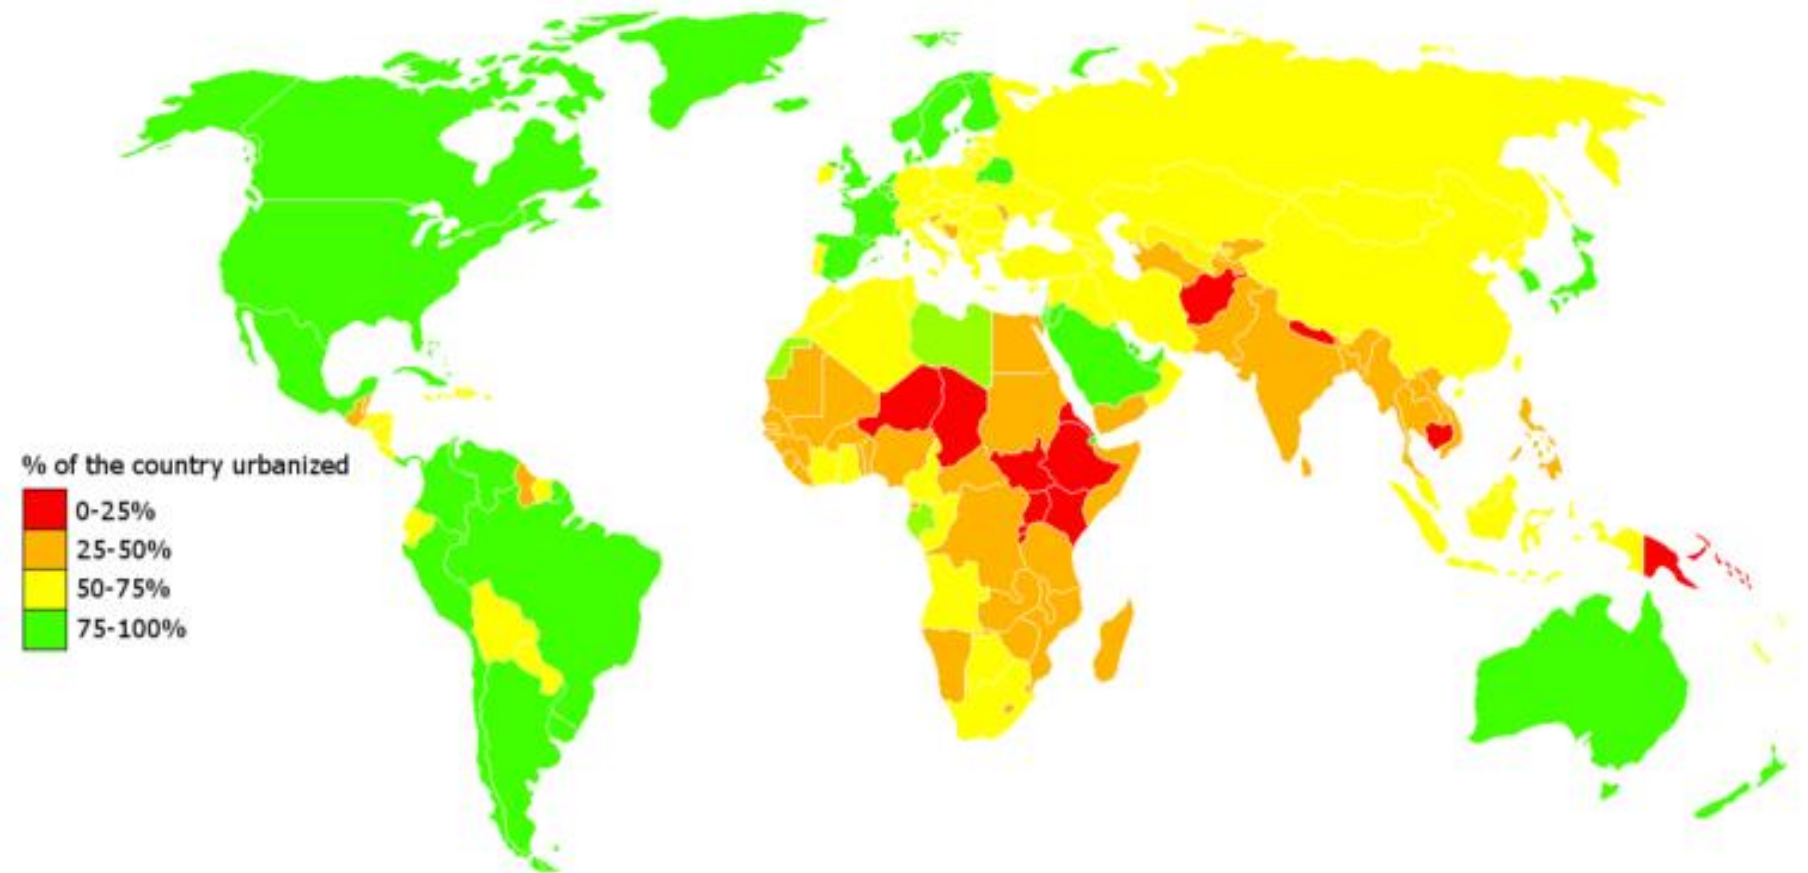 % of the country urbanized
0-25%
25-50%
50-75%
75-100%